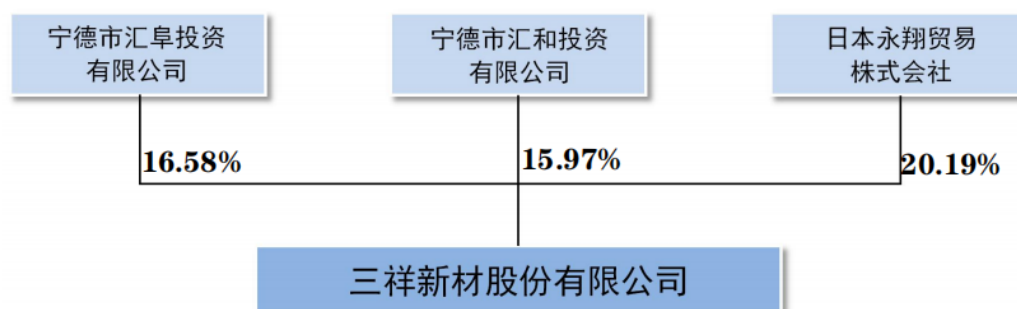 宁德市汇阜投资
有限公司
宁德市汇和投资
有限公司
日本永翔贸易
株式会社
16.58%
15.97%
20.19%
三祥新材股份有限公司